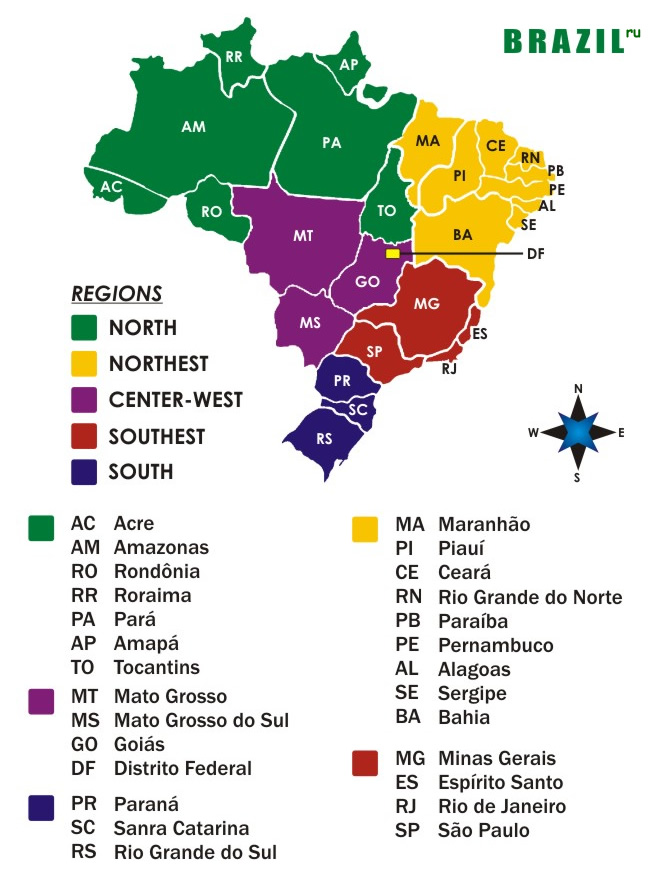 BRAZIL ru
RR
AP
AM
PA
MA
CE
RN
PI
PB
PE
AC
AL
RO
TO
SE
MT
BA
DF
GO
MG
MS
ES
SP
RJ
PR
SC
RS
REGIONS
NORTH
NORTHEST
CENTER-WEST
SOUTHEST
SOUTH
N
W E
S
AC Acre
AM Amazonas
RO Rondônia
RR Roraima
PA Pará
AP Amapá
TO Tocantins
MT Mato Grosso
MS Mato Grosso do Sul
GO Goiás
DF Distrito Federal
PR Paraná
SC Sanra Catarina
RS Rio Grande do Sul
MA Maranhão
PI Piauí
CE Ceará
RN Rio Grande do Norte
PB Paraíba
PE Pernambuco
AL Alagoas
SE Sergipe
BA Bahia
MG Minas Gerais
ES Espírito Santo
RJ Rio de Janeiro
SP São Paulo